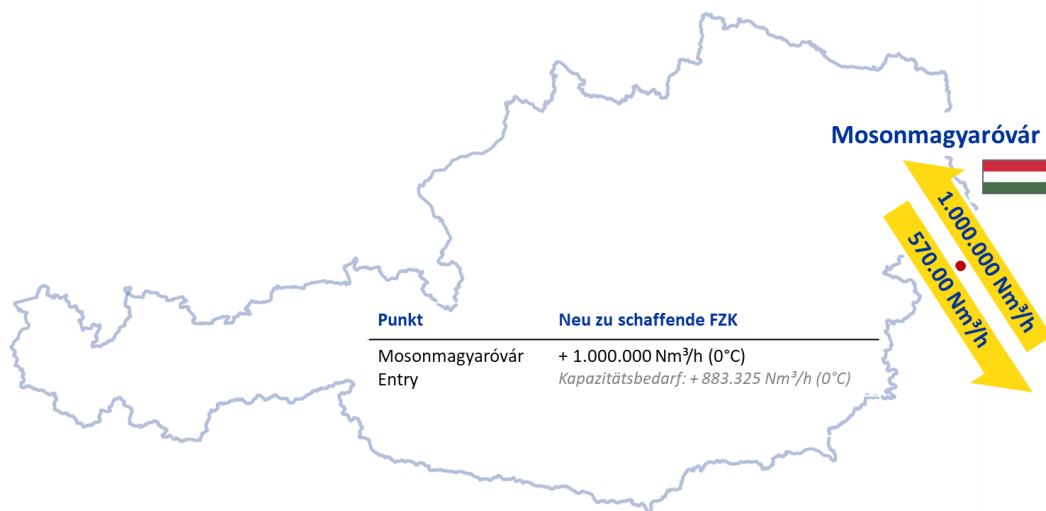 Mosonmagyaróvár
1.000.000 Nm³/h
570.00 Nm³/h
Punkt Neu zu schaffende FZK
Mosonmagyaróvár + 1.000.000 Nm³/h (0°C)
Entry Kapazitätsbedarf: + 883.325 Nm³/h (0°C)